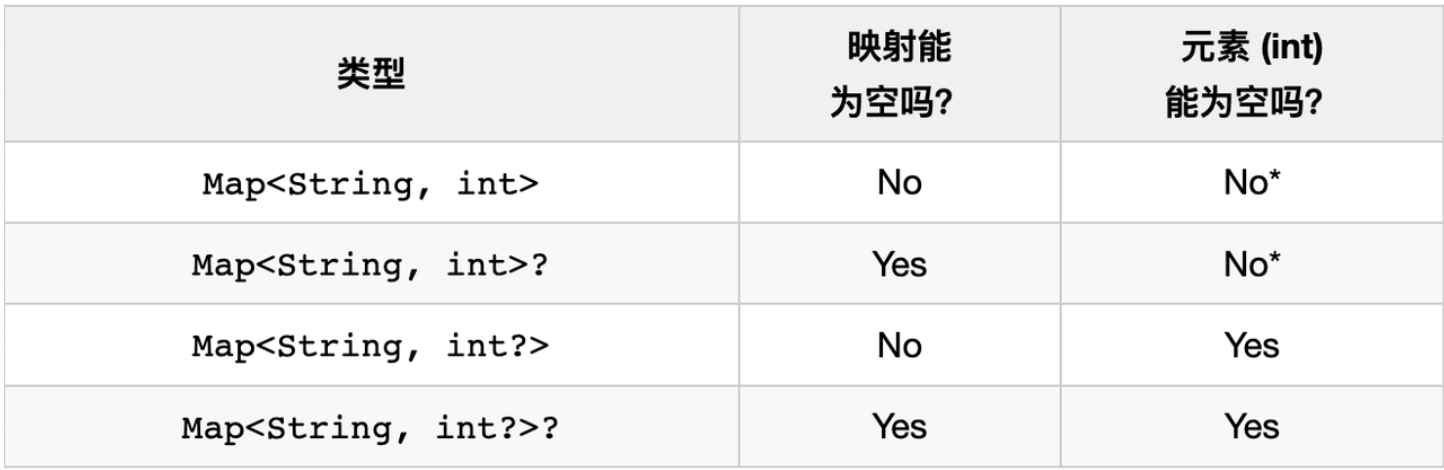 类型 映射能为空吗? 元素 (int) 能为空吗?
Map<String, int> No No*
Map<String, int>? Yes No*
Map<String, int?> No Yes
Map<String, int?>? Yes Yes